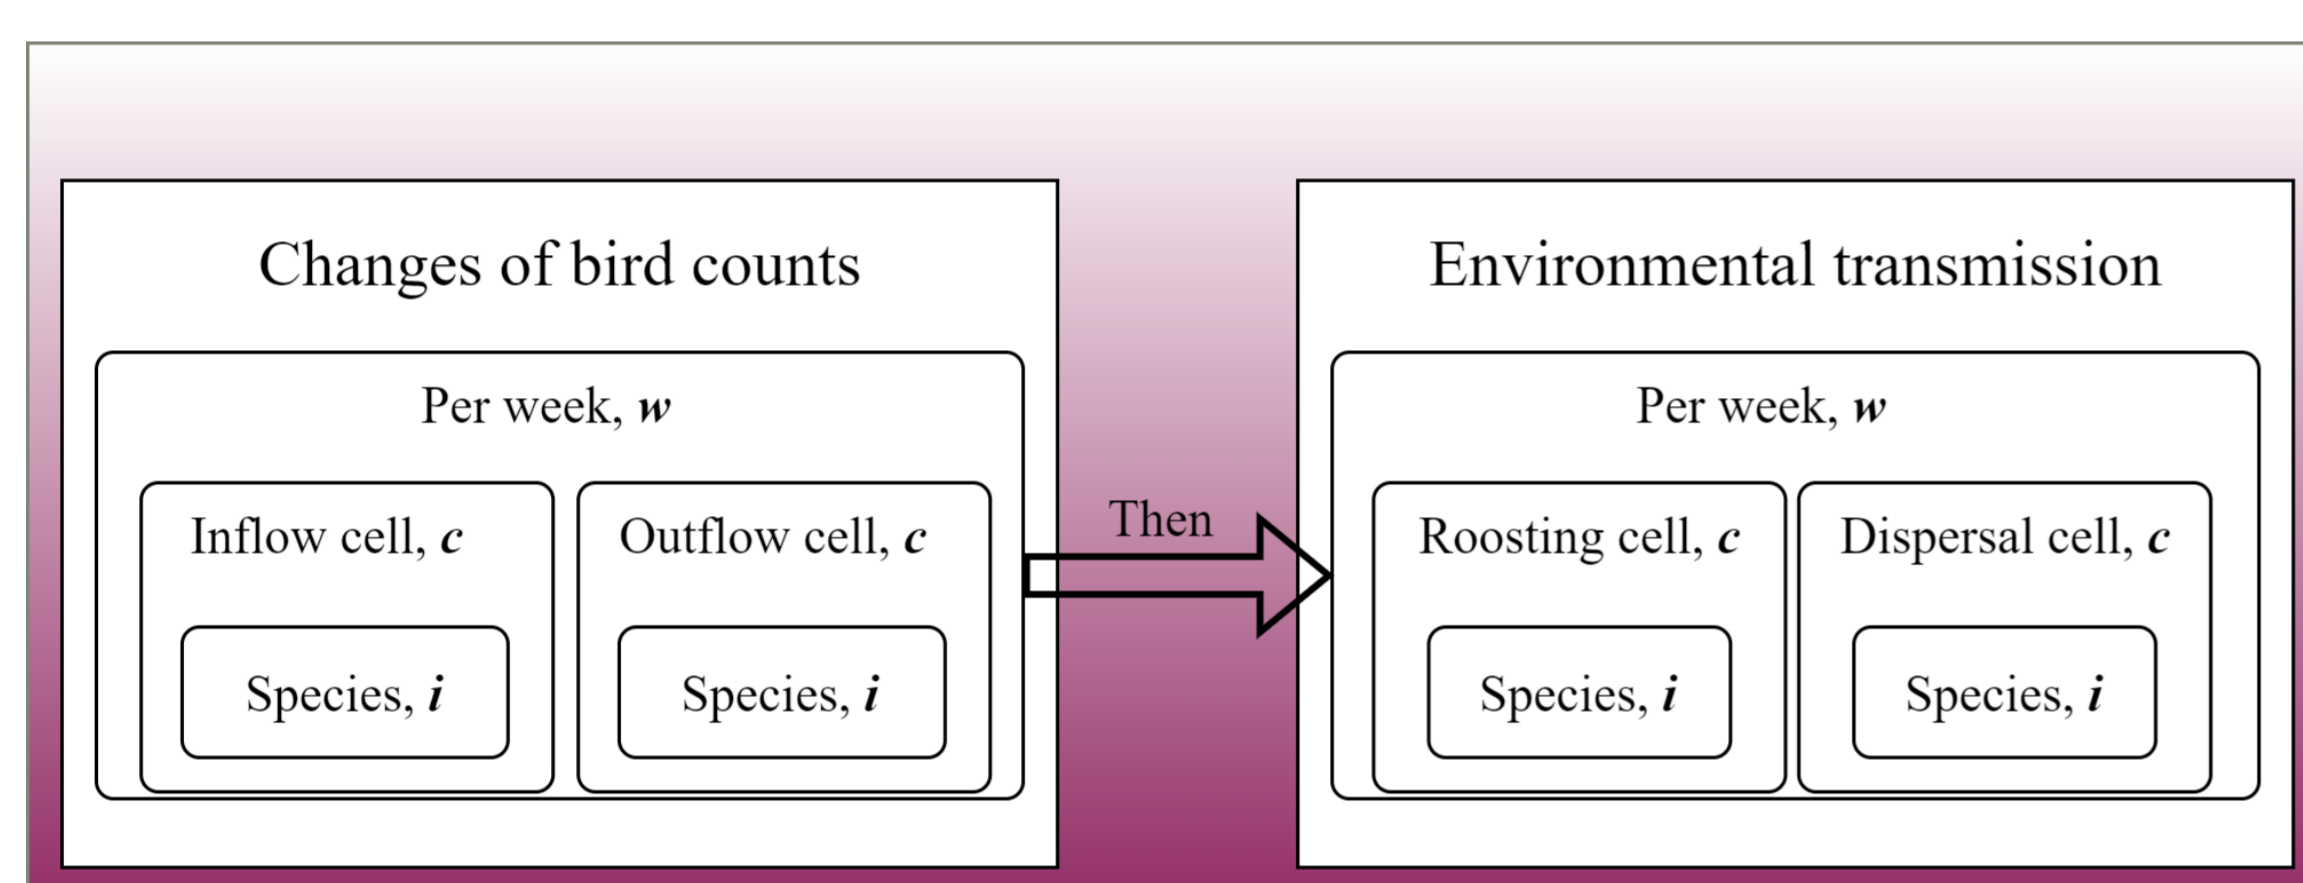 Changes of bird counts
Per week, w
Inflow cell, c
Species, i
Outflow cell, c
Species, i
Then
Environmental transmission
Per week, w
Roosting cell, c
Species, i
Dispersal cell, c
Species, i